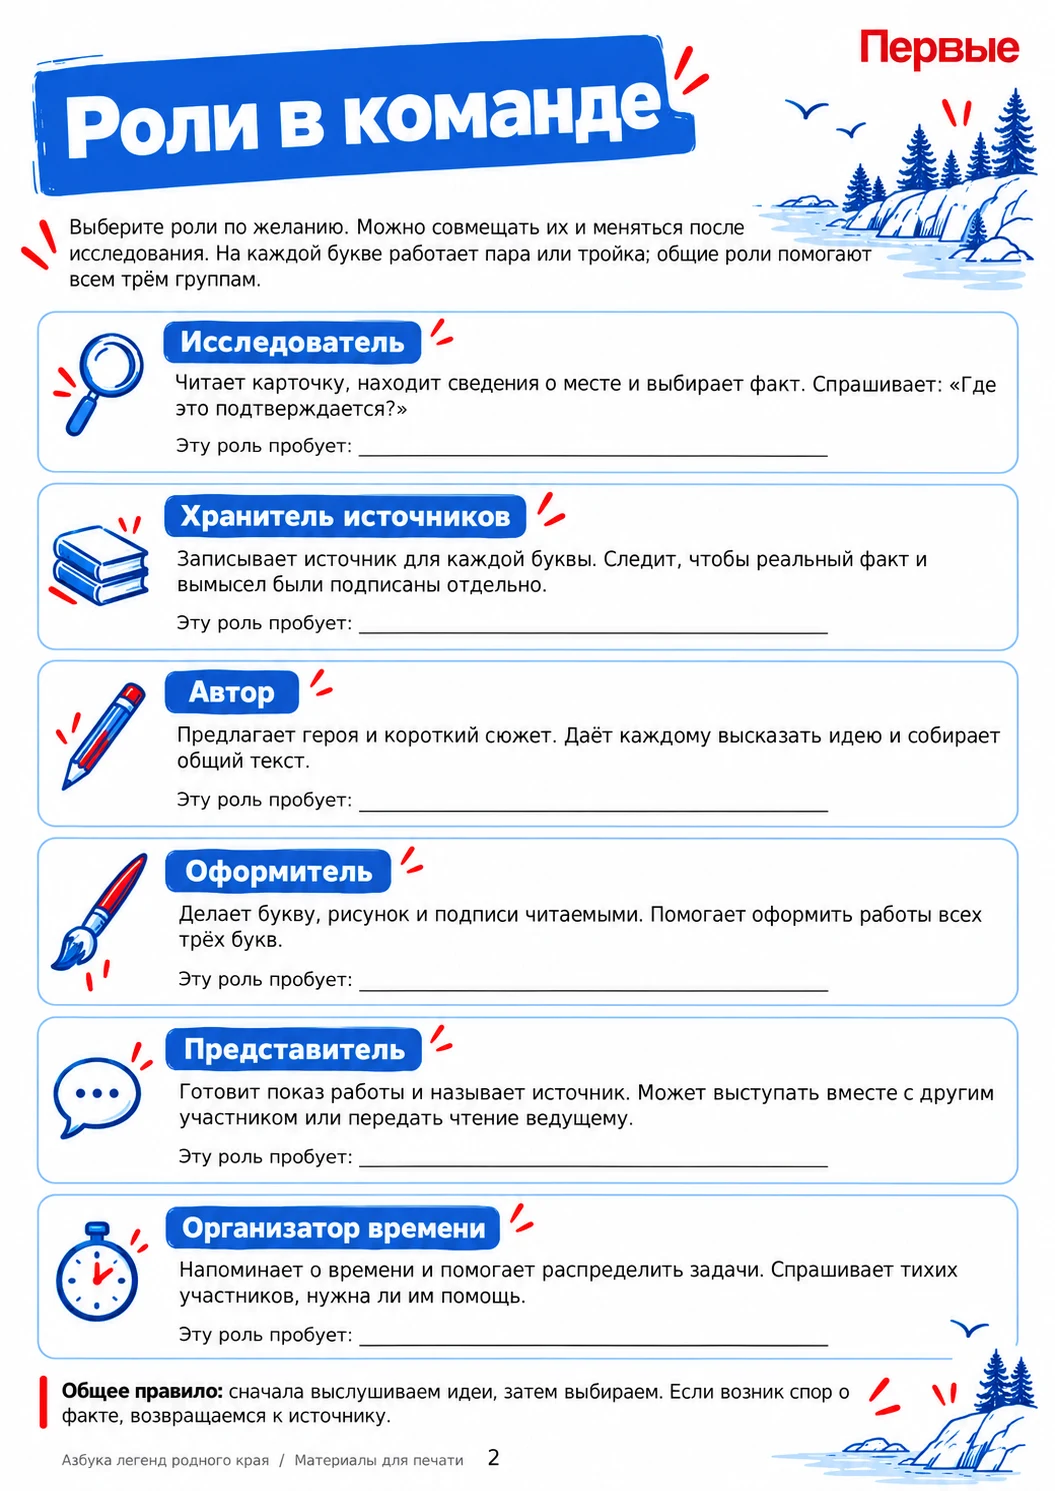 Первые
Роли в команде
Выберите роли по желанию. Можно совмещать их и меняться после
исследования. На каждой букве работает пара или тройка; общие роли помогают
всем трём группам.
Исследователь
Читает карточку, находит сведения о месте и выбирает факт. Спрашивает: «Где
это подтверждается?»
Эту роль пробует:
Хранитель источников
Записывает источник для каждой буквы. Следит, чтобы реальный факт и
вымысел были подписаны отдельно.
Эту роль пробует:
Автор
Предлагает героя и короткий сюжет. Даёт каждому высказать идею и собирает
общий текст.
Эту роль пробует:
Оформитель
Делает букву, рисунок и подписи читаемыми. Помогает оформить работы всех
трёх букв.
Эту роль пробует:
Представитель
Готовит показ работы и называет источник. Может выступать вместе с другим
участником или передать чтение ведущему.
Эту роль пробует:
Организатор времени
Напоминает о времени и помогает распределить задачи. Спрашивает тихих
участников, нужна ли им помощь.
Эту роль пробует:
Общее правило: сначала выслушиваем идеи, затем выбираем. Если возник спор о
факте, возвращаемся к источнику.
Азбука легенд родного края / Материалы для печати 2